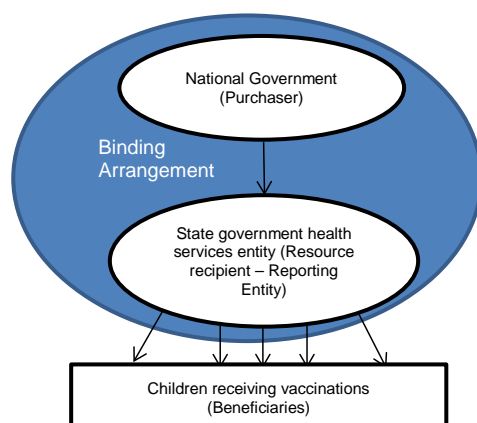 National Government
(Purchaser)
Binding
Arrangement
State government health
services entity (Resource
recipient – Reporting
Entity)
Children receiving vaccinations
(Beneficiaries)